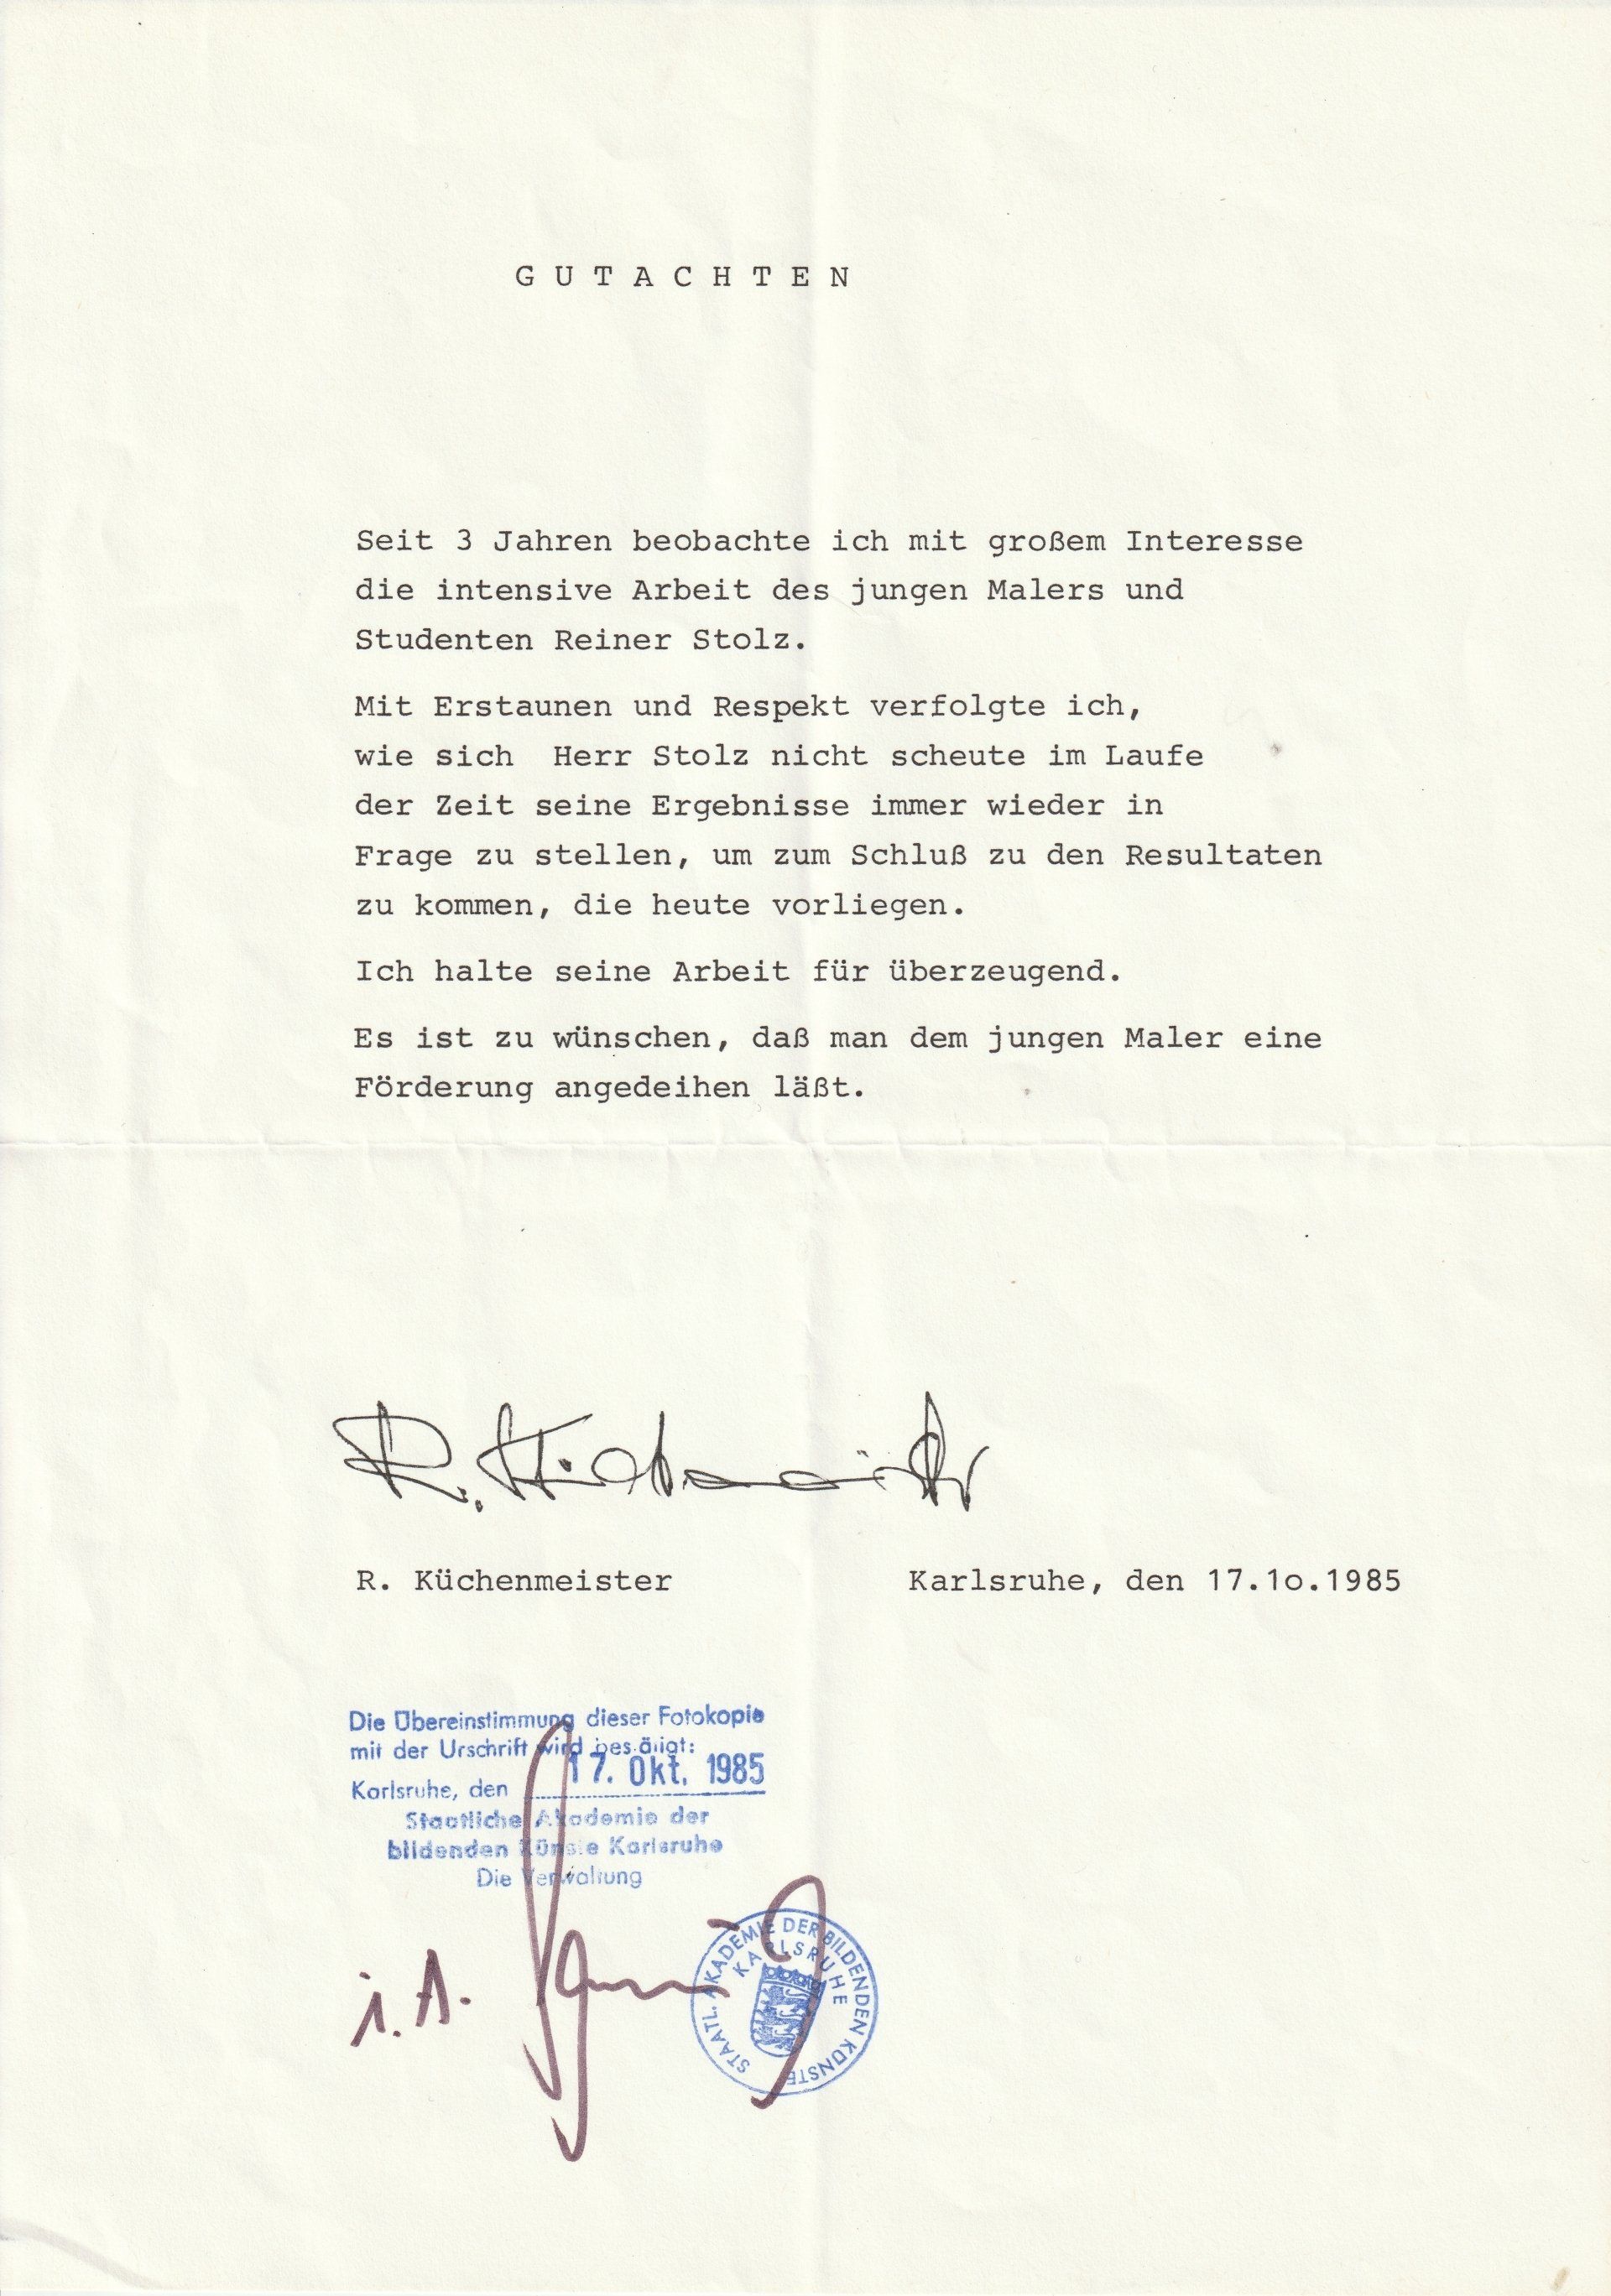 G U T A C H T E N
Seit 3 Jahren beobachte ich mit großem Interesse
die intensive Arbeit des jungen Malers und
Studenten Reiner Stolz.
Mit Erstaunen und Respekt verfolgte ich,
wie sich  Herr Stolz nicht scheute im Laufe
der Zeit seine Ergebnisse immer wieder in
Frage zu stellen, um zum Schluß zu den Resultaten
zu kommen, die heute vorliegen.
Ich halte seine Arbeit für überzeugend.
Es ist zu wünschen, daß man dem jungen Maler eine
Förderung angedeihen läßt.
R. Küchenmeister
R. Küchenmeister Karlsruhe, den 17.1o.1985
Die Übereinstimmung dieser Fotokopie
mit der Urschrift wird bestätigt:
Karlsruhe, den 17. Okt. 1985
Staatliche Akademie der
bildenden Künste Karlsruhe
Die Verwaltung
i. A.
STAATL. AKADEMIE DER BILDENDEN KÜNSTE
KARLSRUHE